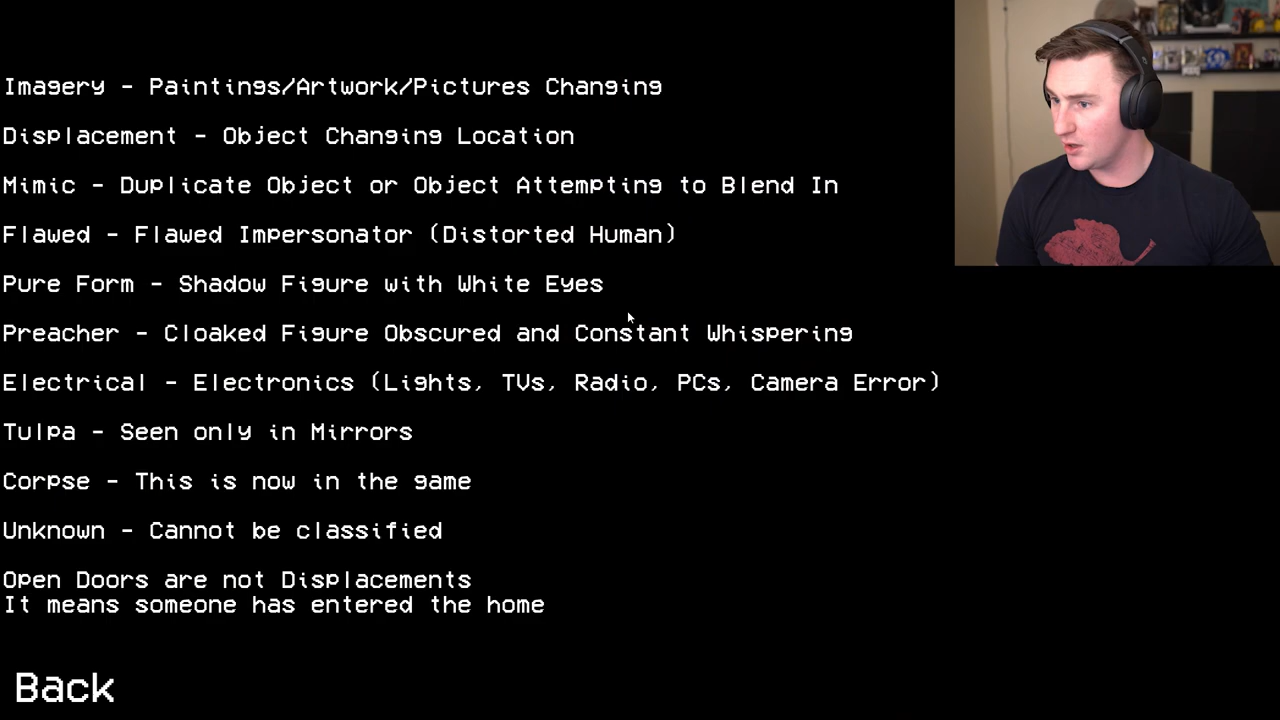 Imagery - Paintings/Artwork/Pictures Changing
Displacement - Object Changing Location
Mimic - Duplicate Object or Object Attempting to Blend In
Flawed - Flawed Impersonator (Distorted Human)
Pure Form - Shadow Figure with White Eyes
Preacher - Cloaked Figure Obscured and Constant Whispering
Electrical - Electronics (Lights, TVs, Radio, PCs, Camera Error)
Tulpa - Seen only in Mirrors
Corpse - This is now in the game
Unknown - Cannot be classified
Open Doors are not Displacements
It means someone has entered the home
Back